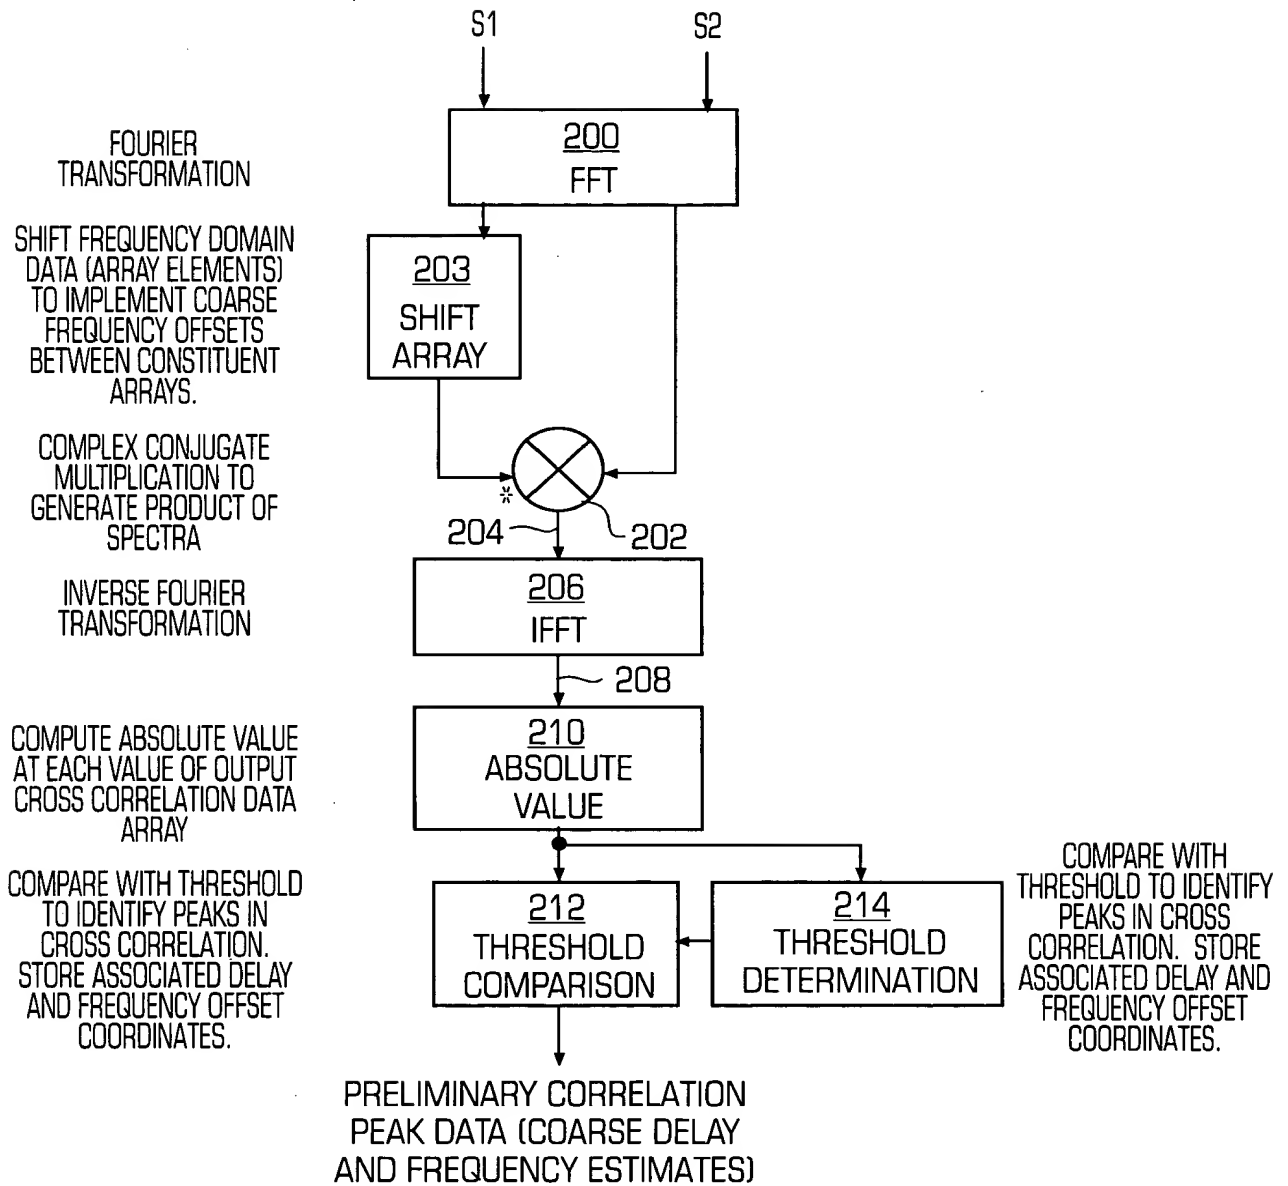 S1
S2
FOURIER
TRANSFORMATION
200
FFT
SHIFT FREQUENCY DOMAIN
DATA (ARRAY ELEMENTS)
TO IMPLEMENT COARSE
FREQUENCY OFFSETS
BETWEEN CONSTITUENT
ARRAYS.
203
SHIFT
ARRAY
COMPLEX CONJUGATE
MULTIPLICATION TO
GENERATE PRODUCT OF
SPECTRA
*
204
202
INVERSE FOURIER
TRANSFORMATION
206
IFFT
208
COMPUTE ABSOLUTE VALUE
AT EACH VALUE OF OUTPUT
CROSS CORRELATION DATA
ARRAY
210
ABSOLUTE
VALUE
COMPARE WITH THRESHOLD
TO IDENTIFY PEAKS IN
CROSS CORRELATION.
STORE ASSOCIATED DELAY
AND FREQUENCY OFFSET
COORDINATES.
212
THRESHOLD
COMPARISON
214
THRESHOLD
DETERMINATION
COMPARE WITH
THRESHOLD TO IDENTIFY
PEAKS IN CROSS
CORRELATION. STORE
ASSOCIATED DELAY AND
FREQUENCY OFFSET
COORDINATES.
PRELIMINARY CORRELATION
PEAK DATA (COARSE DELAY
AND FREQUENCY ESTIMATES)